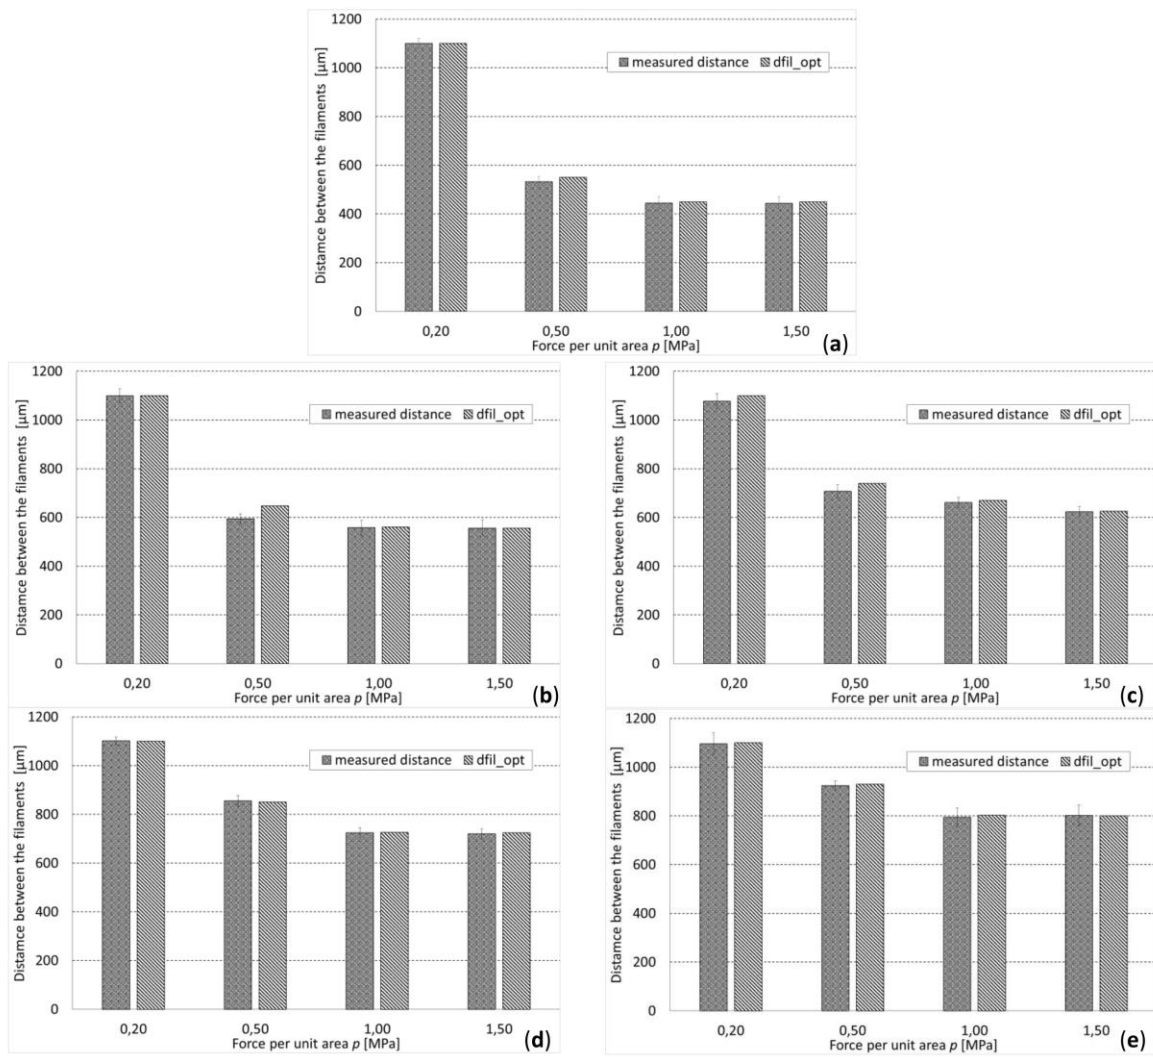 Distamce between the filaments [µm]
1200
1000
800
600
400
200
0
measured distance dfil_opt
0,20 0,50 1,00 1,50
Force per unit area p [MPa]
(a)
Distamce between the filaments [µm]
1200
1000
800
600
400
200
0
measured distance dfil_opt
0,20 0,50 1,00 1,50
Force per unit area p [MPa]
(b)
Distamce between the filaments [µm]
1200
1000
800
600
400
200
0
measured distance dfil_opt
0,20 0,50 1,00 1,50
Force per unit area p [MPa]
(c)
Distamce between the filaments [µm]
1200
1000
800
600
400
200
0
measured distance dfil_opt
0,20 0,50 1,00 1,50
Force per unit area p [MPa]
(d)
Distamce between the filaments [µm]
1200
1000
800
600
400
200
0
measured distance dfil_opt
0,20 0,50 1,00 1,50
Force per unit area p [MPa]
(e)